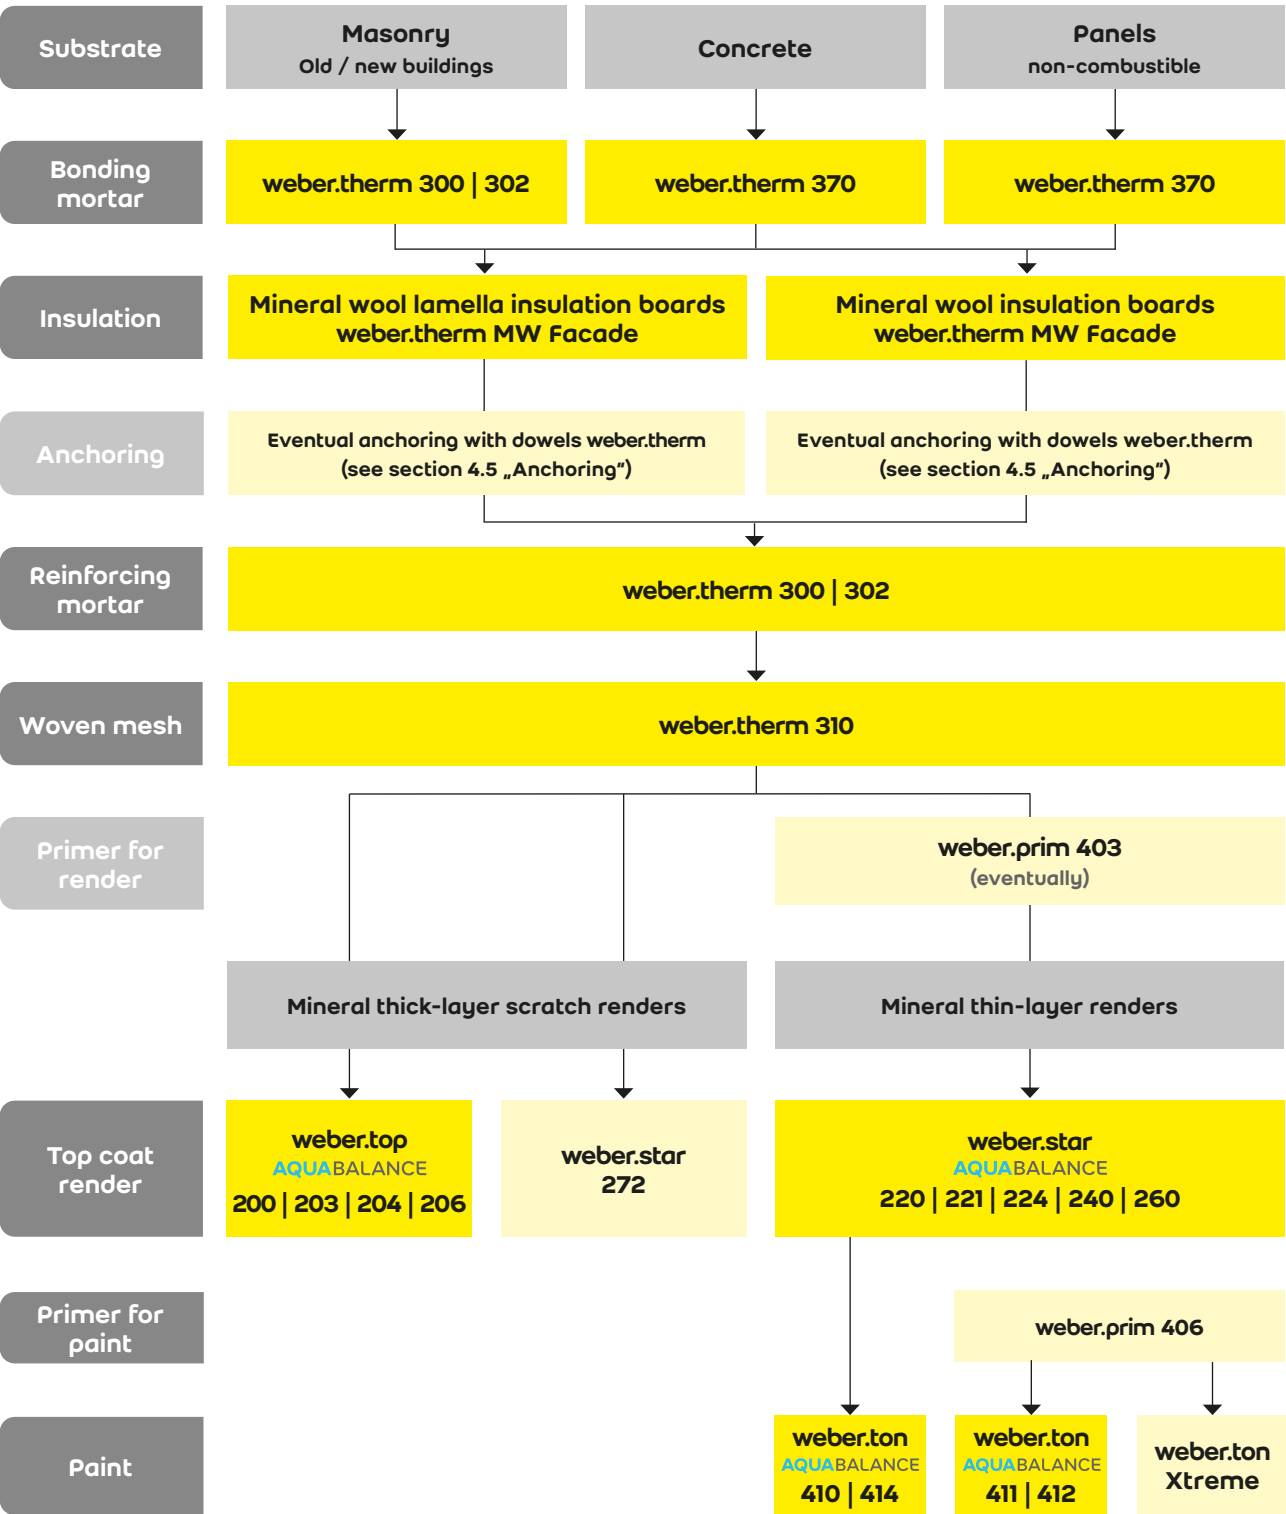 Substrate
Masonry
Old / new buildings
Concrete
Panels
non-combustible
Bonding
mortar
weber.therm 300 | 302
weber.therm 370
weber.therm 370
Insulation
Mineral wool lamella insulation boards
weber.therm MW Facade
Mineral wool insulation boards
weber.therm MW Facade
Anchoring
Eventual anchoring with dowels weber.therm
(see section 4.5 „Anchoring“)
Eventual anchoring with dowels weber.therm
(see section 4.5 „Anchoring“)
Reinforcing
mortar
weber.therm 300 | 302
Woven mesh
weber.therm 310
Primer for
render
weber.prim 403
(eventually)
Mineral thick-layer scratch renders
Mineral thin-layer renders
Top coat
render
weber.top
AQUABALANCE
200 | 203 | 204 | 206
weber.star
272
weber.star
AQUABALANCE
220 | 221 | 224 | 240 | 260
Primer for
paint
weber.prim 406
Paint
weber.ton
AQUABALANCE
410 | 414
weber.ton
AQUABALANCE
411 | 412
weber.ton
Xtreme